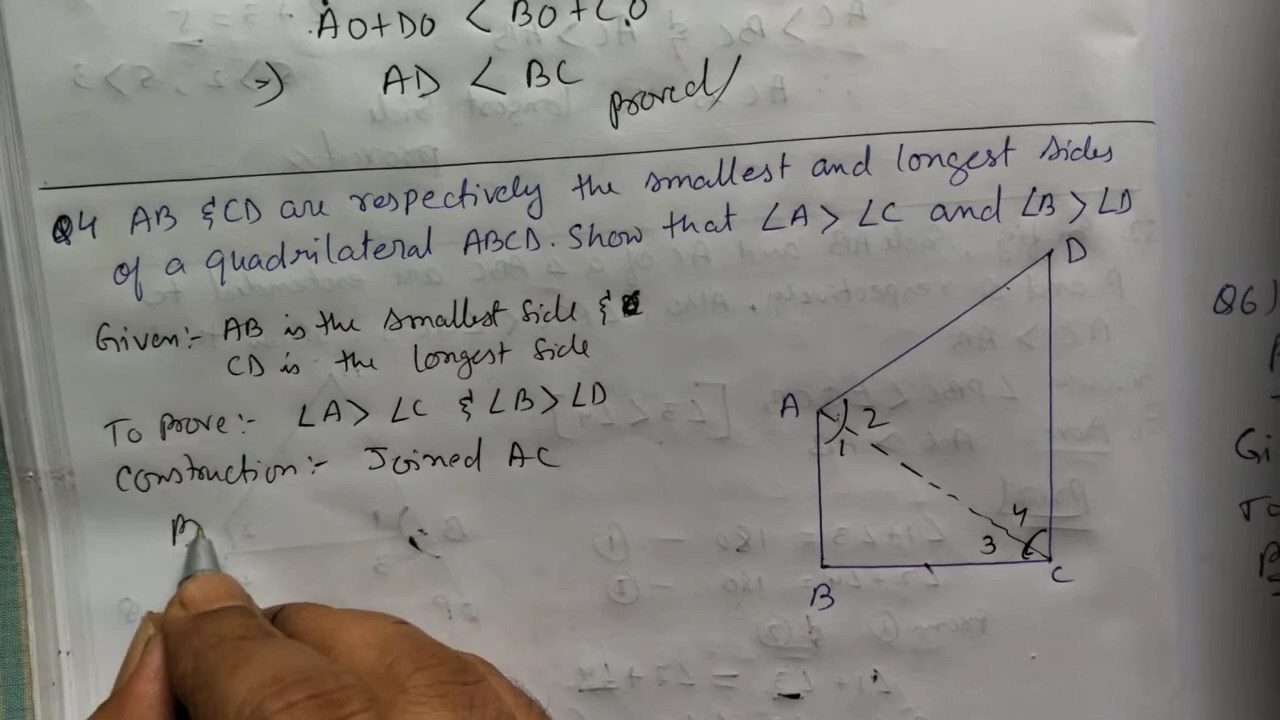 AO+DO < BO+CO
=) AD < BC proved/
Q4 AB & CD are respectively the smallest and longest sides
of a quadrilateral ABCD. Show that ∠A > ∠C and ∠B > ∠D
Given:- AB is the smallest side &
CD is the longest side
To prove:- ∠A > ∠C & ∠B > ∠D
Construction:- Joined AC
D
A
2
1
4
3
B
C
Q6)
Gi
To